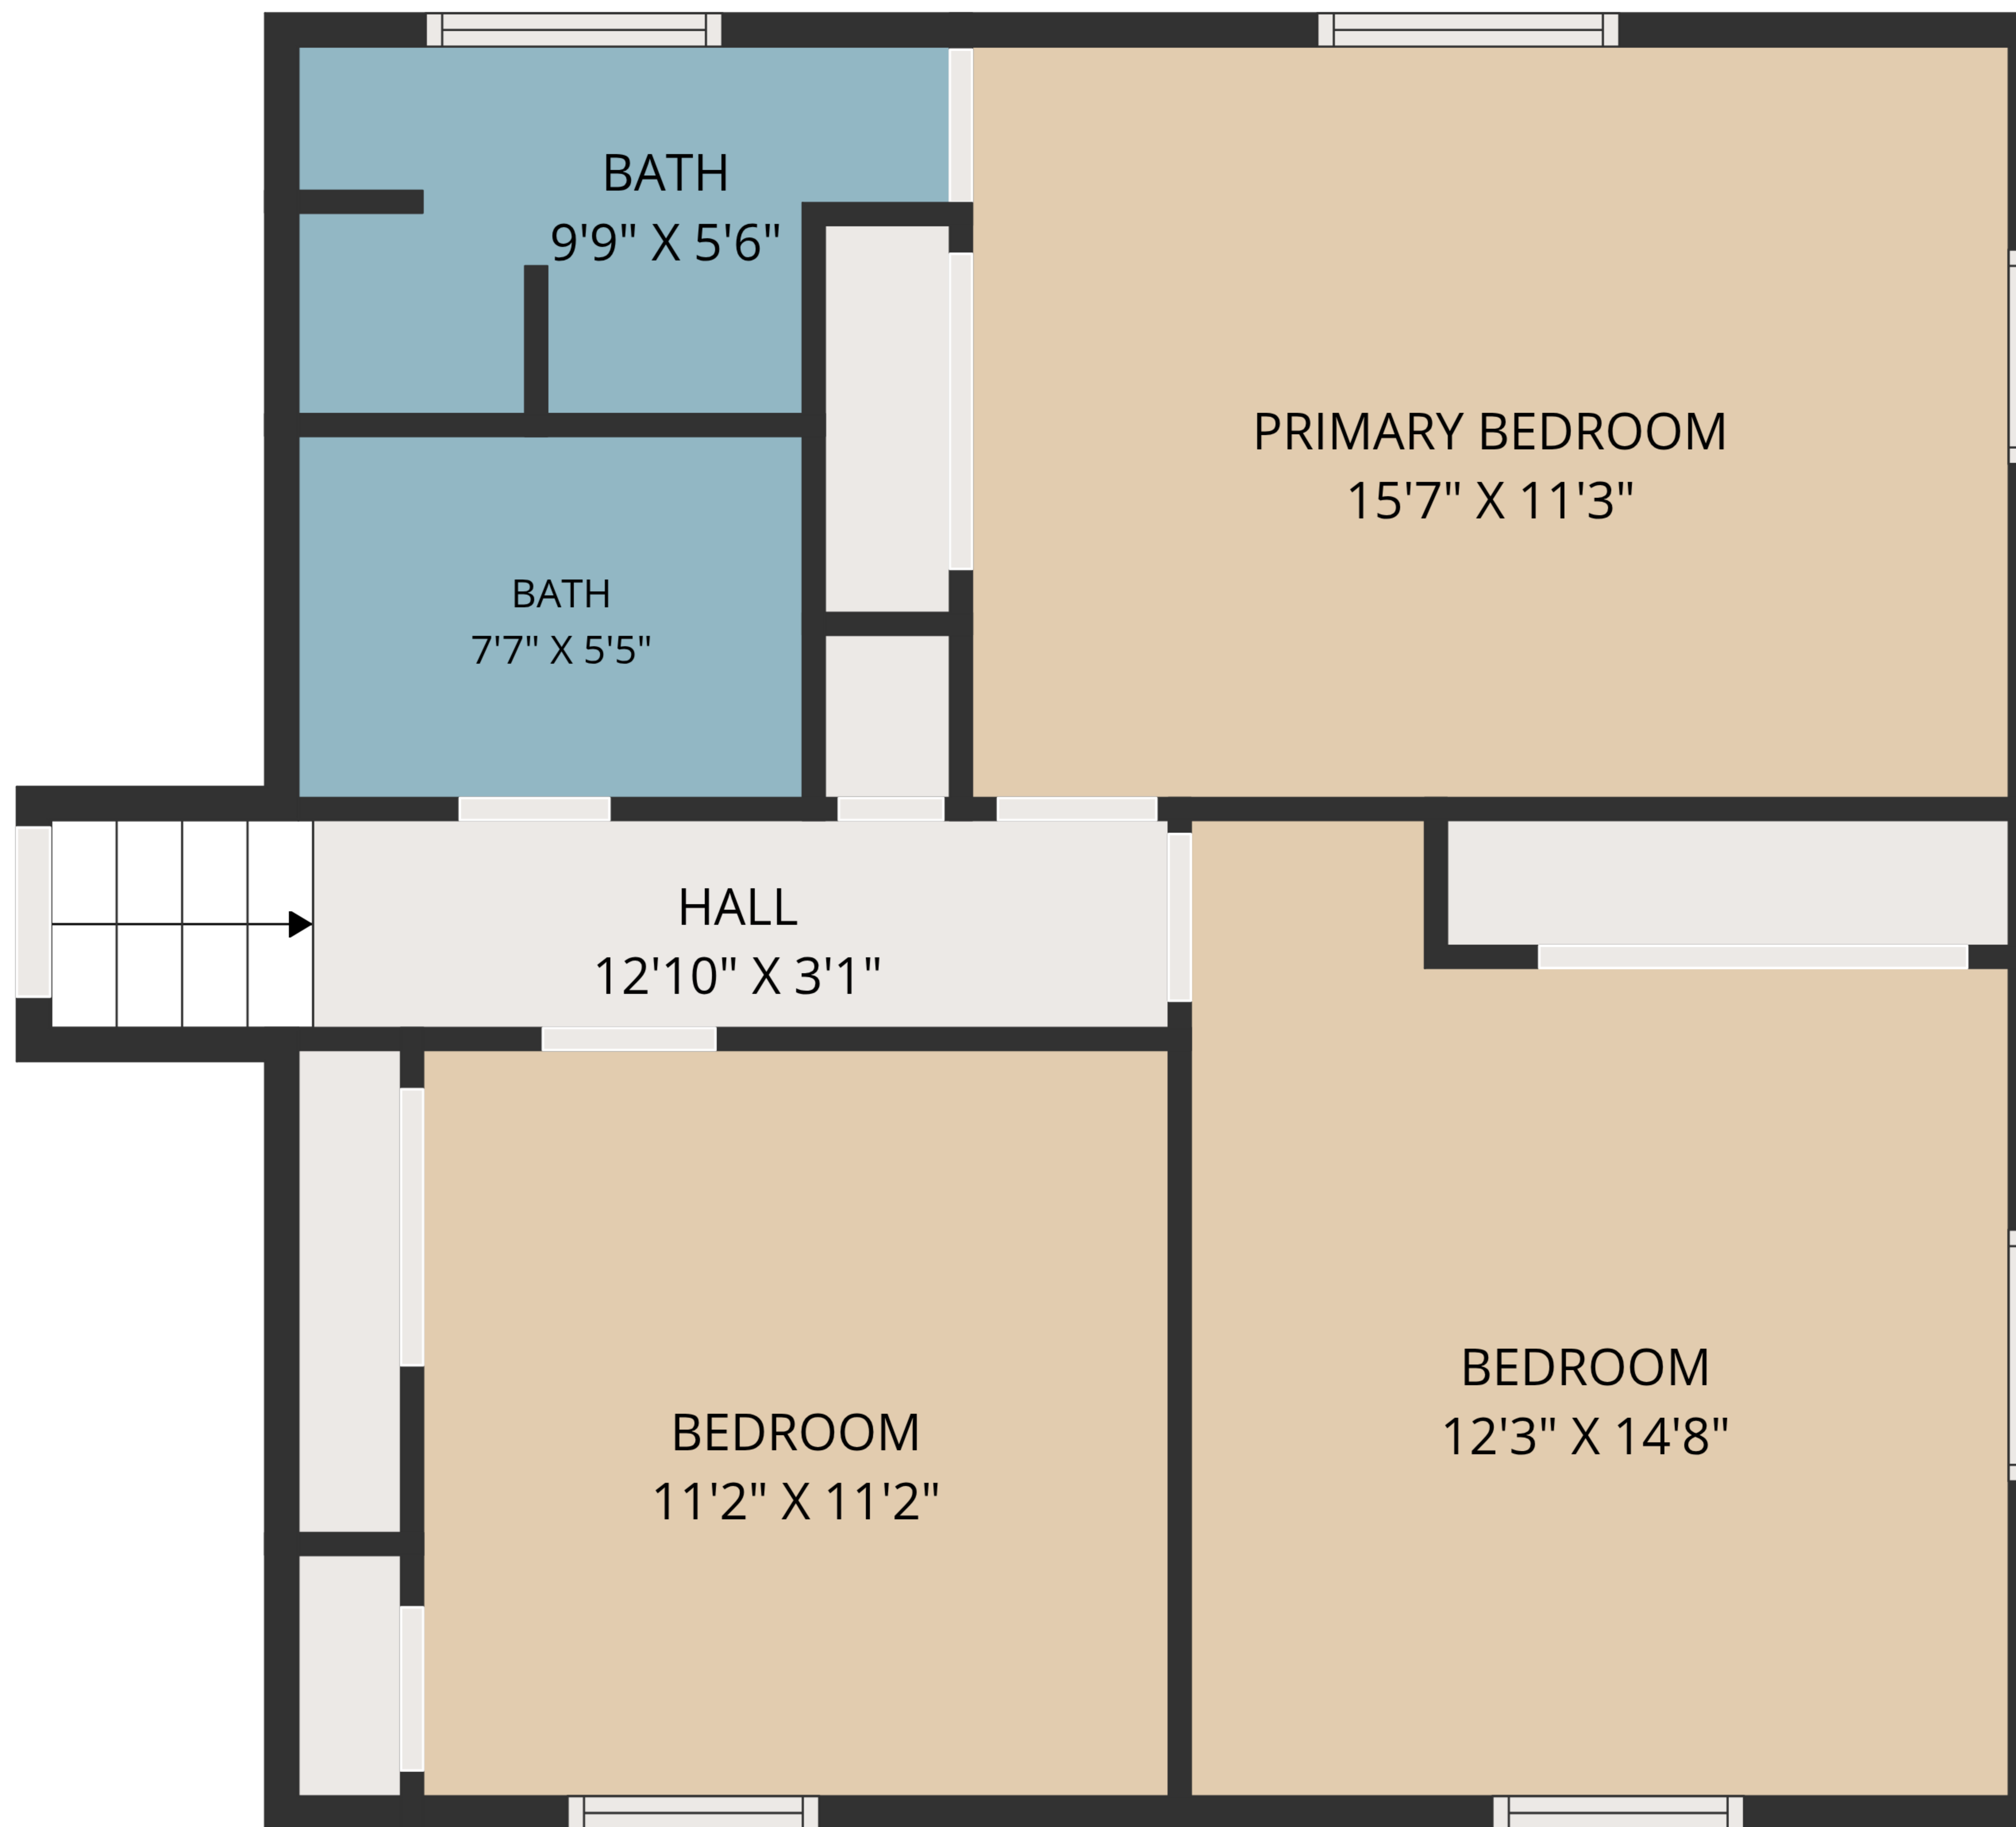 BATH
9'9" X 5'6"
PRIMARY BEDROOM
15'7" X 11'3"
BATH
7'7" X 5'5"
HALL
12'10" X 3'1"
BEDROOM
12'3" X 14'8"
BEDROOM
11'2" X 11'2"